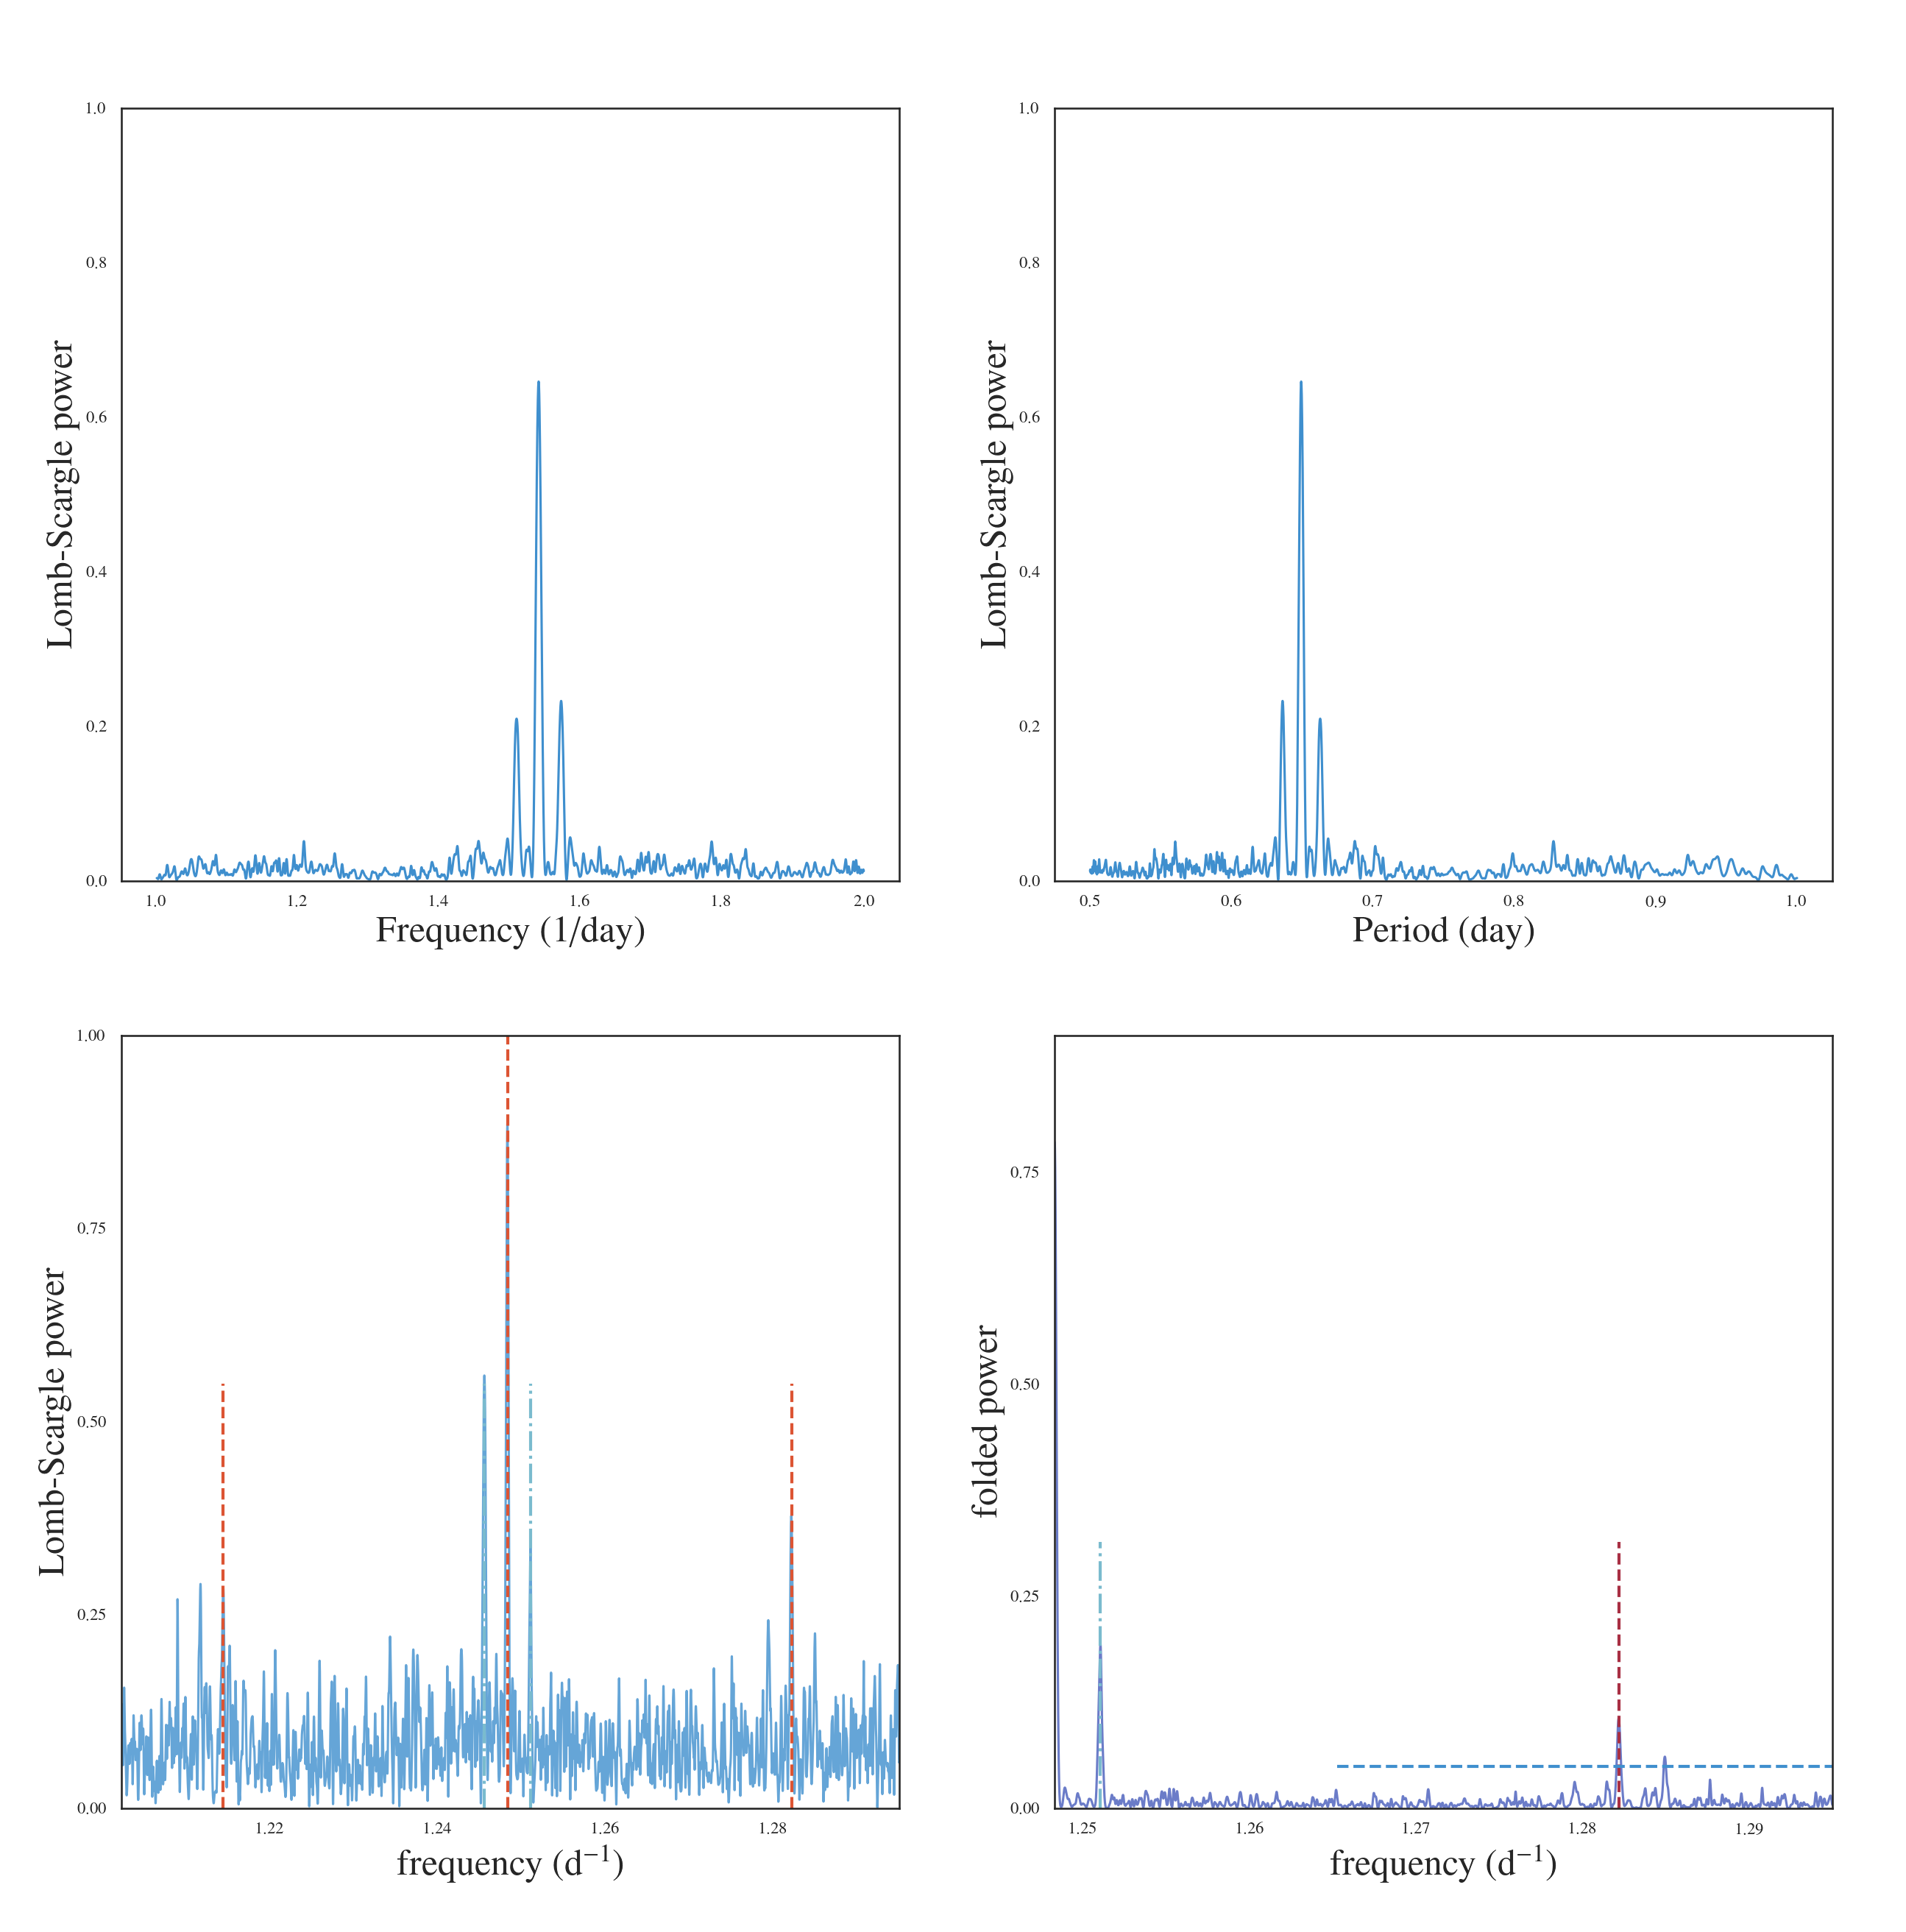 1.0
0.8
0.6
0.4
0.2
0.0
Lomb-Scargle power
1.0 1.2 1.4 1.6 1.8 2.0
Frequency (1/day)
1.0
0.8
0.6
0.4
0.2
0.0
Lomb-Scargle power
0.5 0.6 0.7 0.8 0.9 1.0
Period (day)
1.00
0.75
0.50
0.25
0.00
Lomb-Scargle power
1.22 1.24 1.26 1.28
frequency (d⁻¹)
0.75
0.50
0.25
0.00
folded power
1.25 1.26 1.27 1.28 1.29
frequency (d⁻¹)